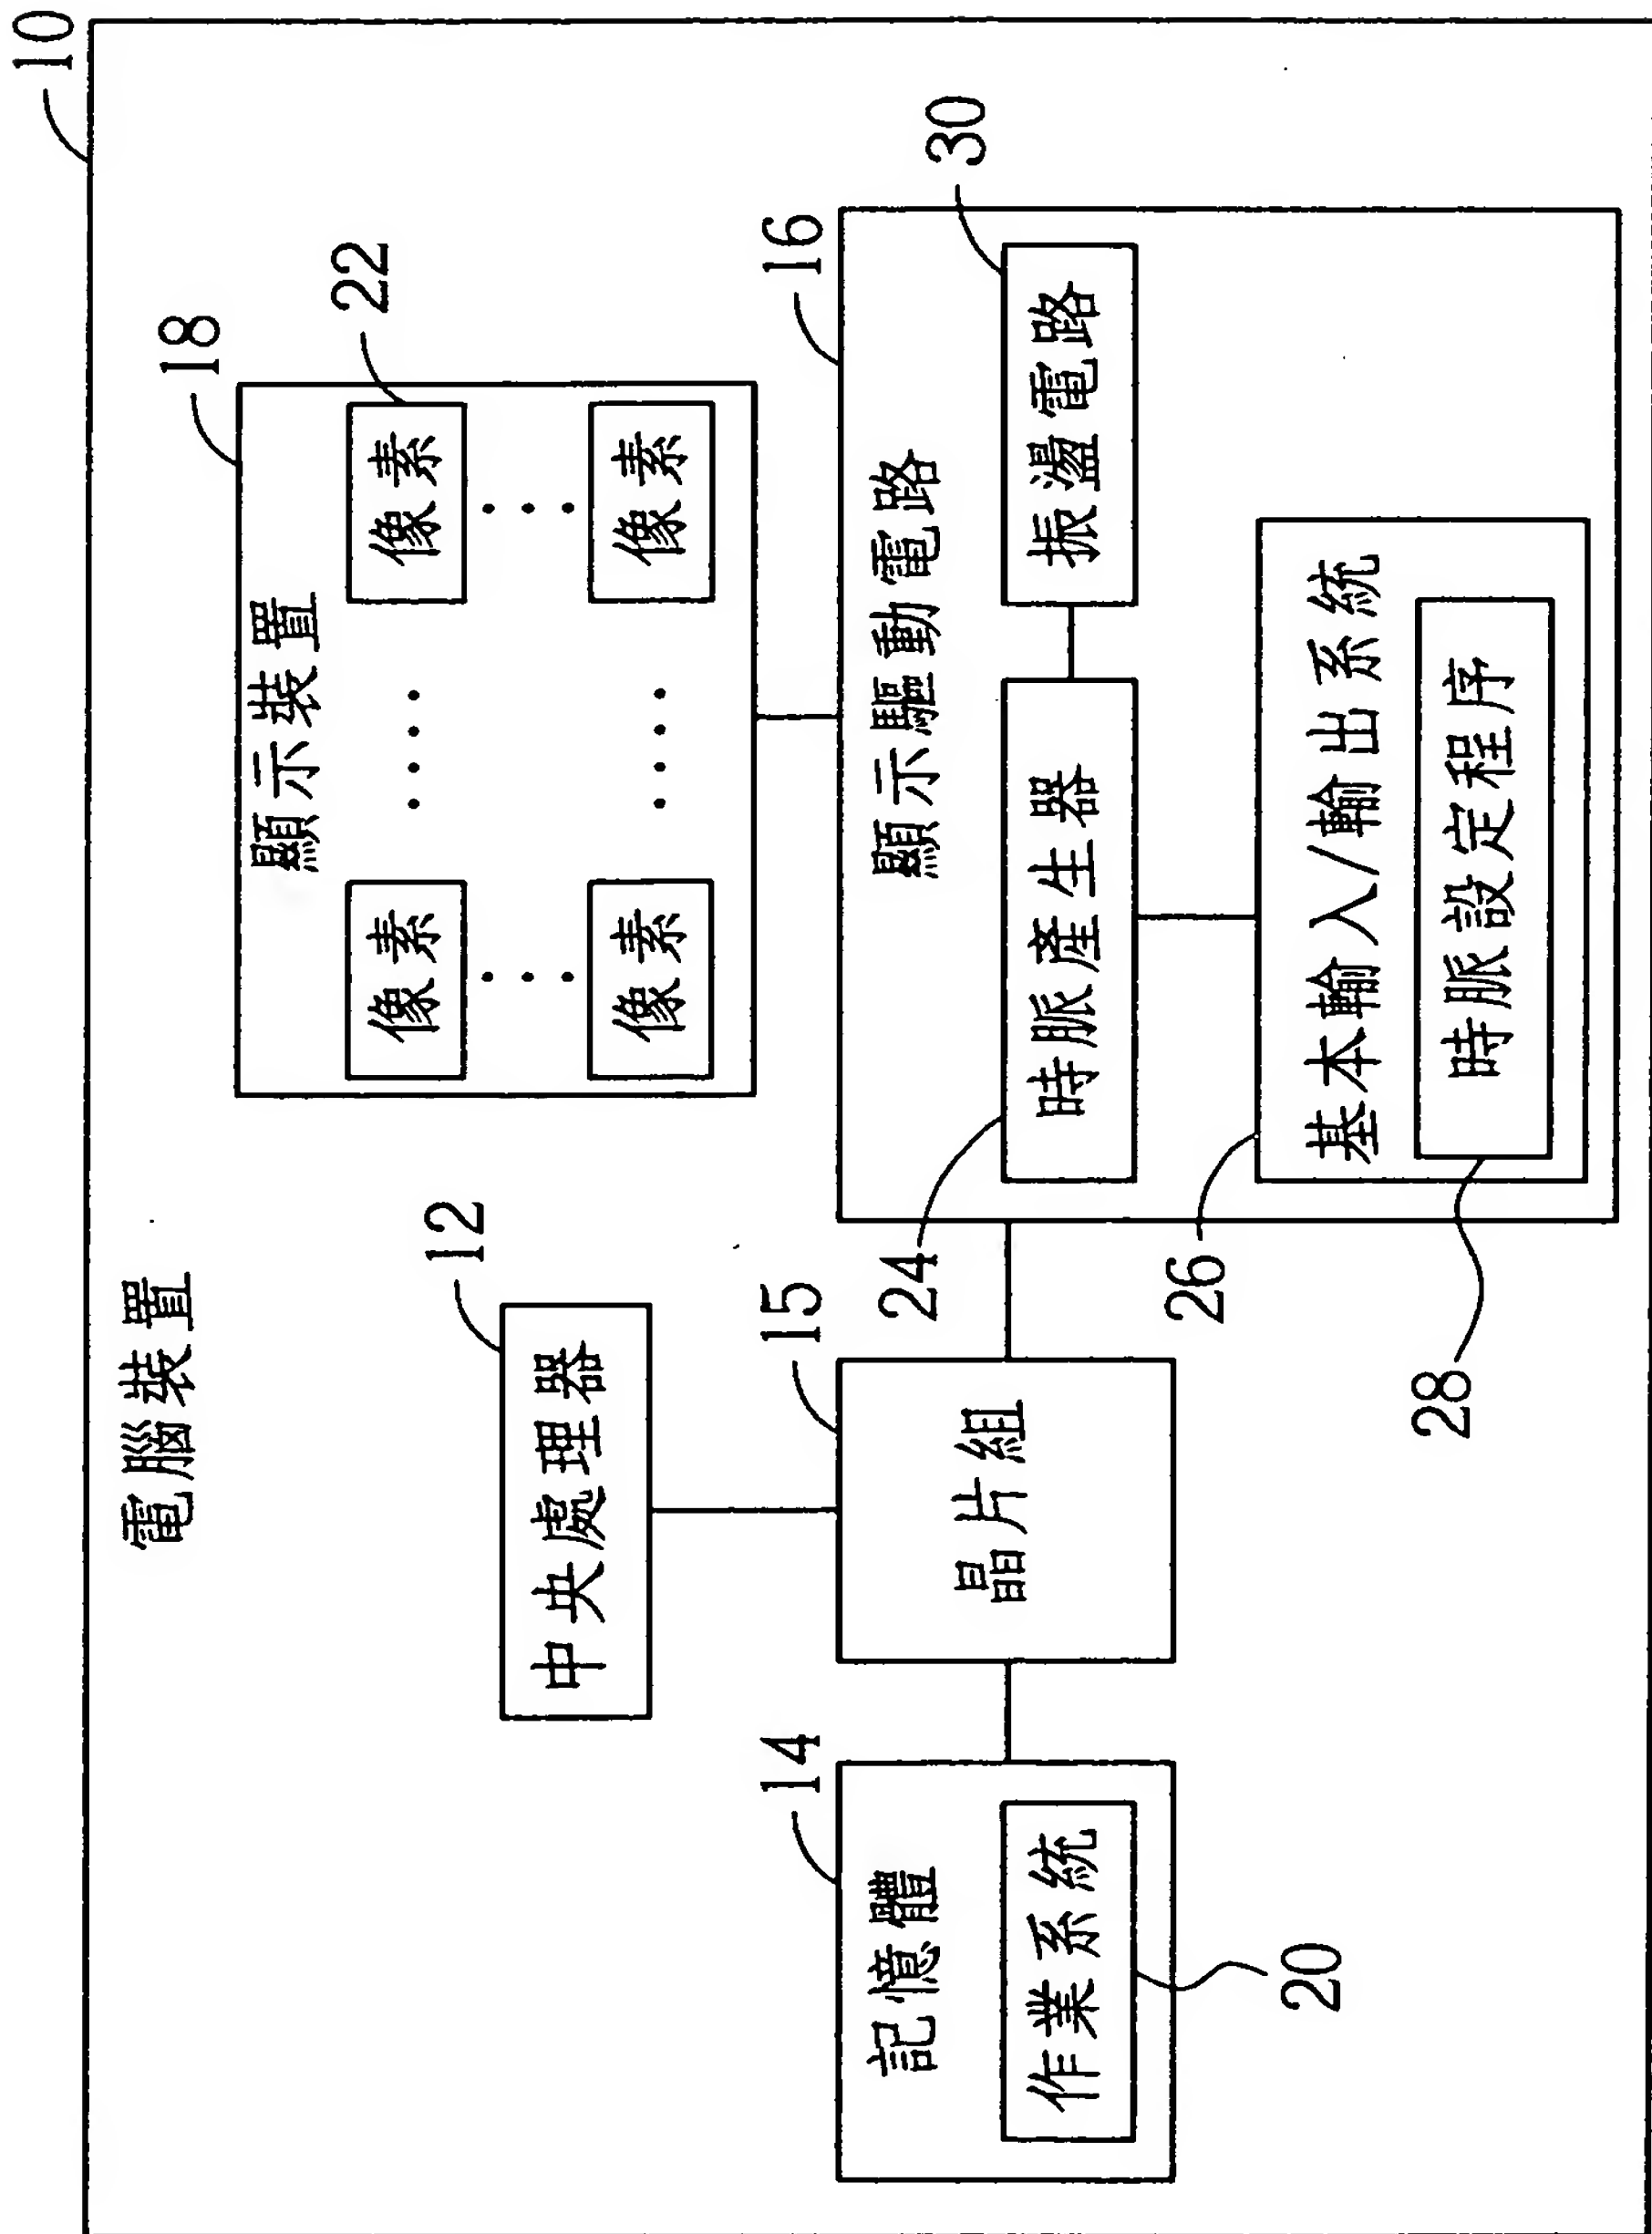 10
電腦裝置
18
顯示裝置
像素
像素
22
像素
像素
12
中央處理器
14
記憶體
作業系統
20
15
晶片組
16
顯示驅動電路
24
時脈產生器
振盪電路
30
26
基本輸入/輸出系統
時脈設定程序
28